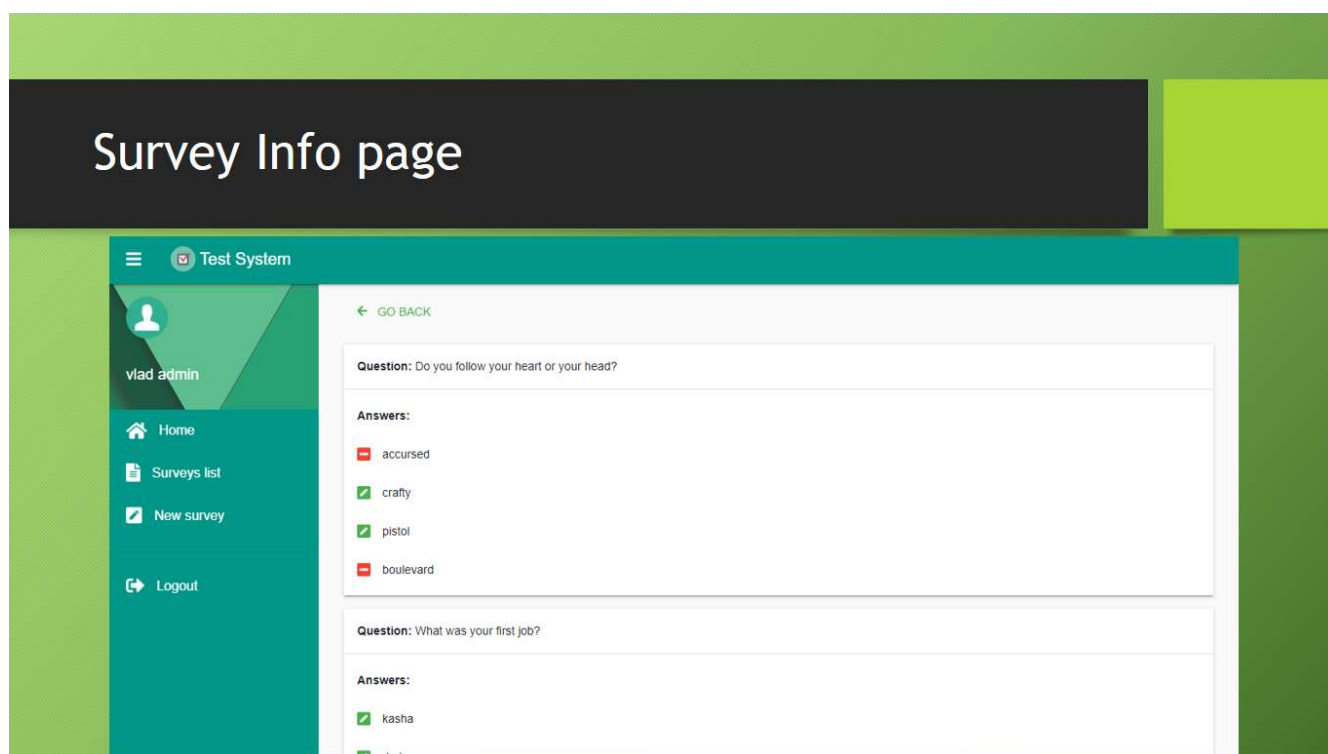 Survey Info page
Test System
vlad admin
Home
Surveys list
New survey
Logout
GO BACK
Question: Do you follow your heart or your head?
Answers:
accursed
crafty
pistol
boulevard
Question: What was your first job?
Answers:
kasha